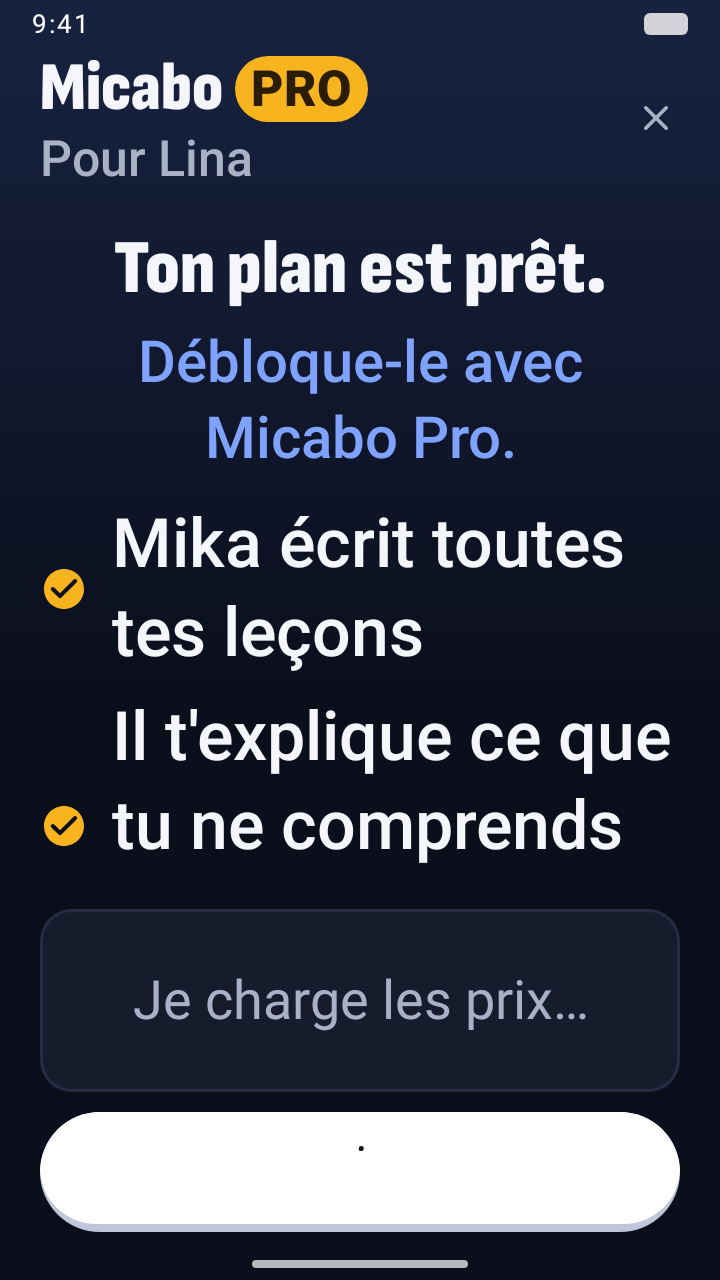 9:41
Micabo PRO
Pour Lina
Ton plan est prêt.
Débloque-le avec
Micabo Pro.
Mika écrit toutes
tes leçons
Il t'explique ce que
tu ne comprends
Je charge les prix…
.